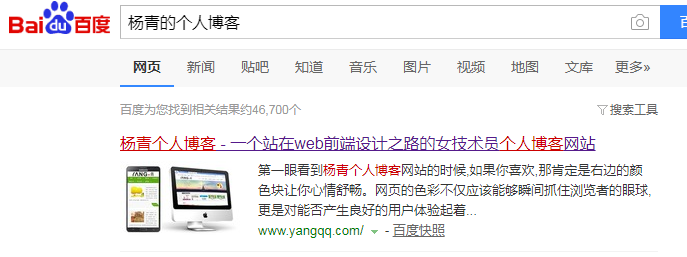 Bai du 百度 杨青的个人博客 百
网页 新闻 贴吧 知道 音乐 图片 视频 地图 文库 更多»
百度为您找到相关结果约46,700个 搜索工具
杨青个人博客 - 一个站在web前端设计之路的女技术员个人博客网站
第一眼看到杨青个人博客网站的时候,如果你喜欢,那肯定是右边的颜
色块让你心情舒畅。网页的色彩不仅应该能够瞬间抓住浏览者的眼球,
更是对能否产生良好的用户体验起着...
www.yangqq.com/ - 百度快照